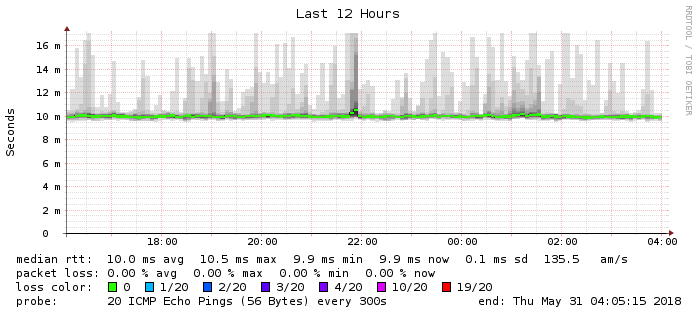 Last 12 Hours
RRDTOOL / TOBI OETIKER
Seconds
16 m
14 m
12 m
10 m
8 m
6 m
4 m
2 m
0
18:00 20:00 22:00 00:00 02:00 04:00
median rtt: 10.0 ms avg 10.5 ms max 9.9 ms min 9.9 ms now 0.1 ms sd 135.5 am/s
packet loss: 0.00 % avg 0.00 % max 0.00 % min 0.00 % now
loss color: 0 1/20 2/20 3/20 4/20 10/20 19/20
probe: 20 ICMP Echo Pings (56 Bytes) every 300s end: Thu May 31 04:05:15 2018